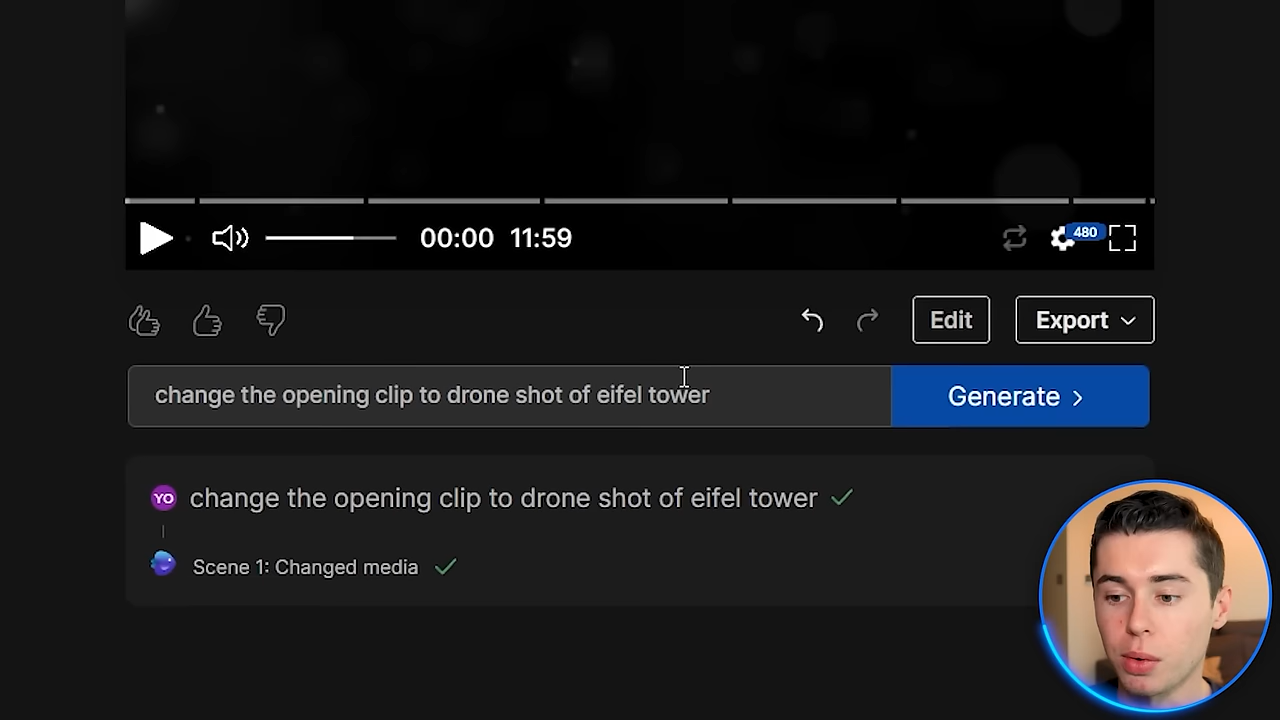 00:00 11:59
480
Edit
Export
change the opening clip to drone shot of eifel tower
Generate
YO change the opening clip to drone shot of eifel tower
Scene 1: Changed media